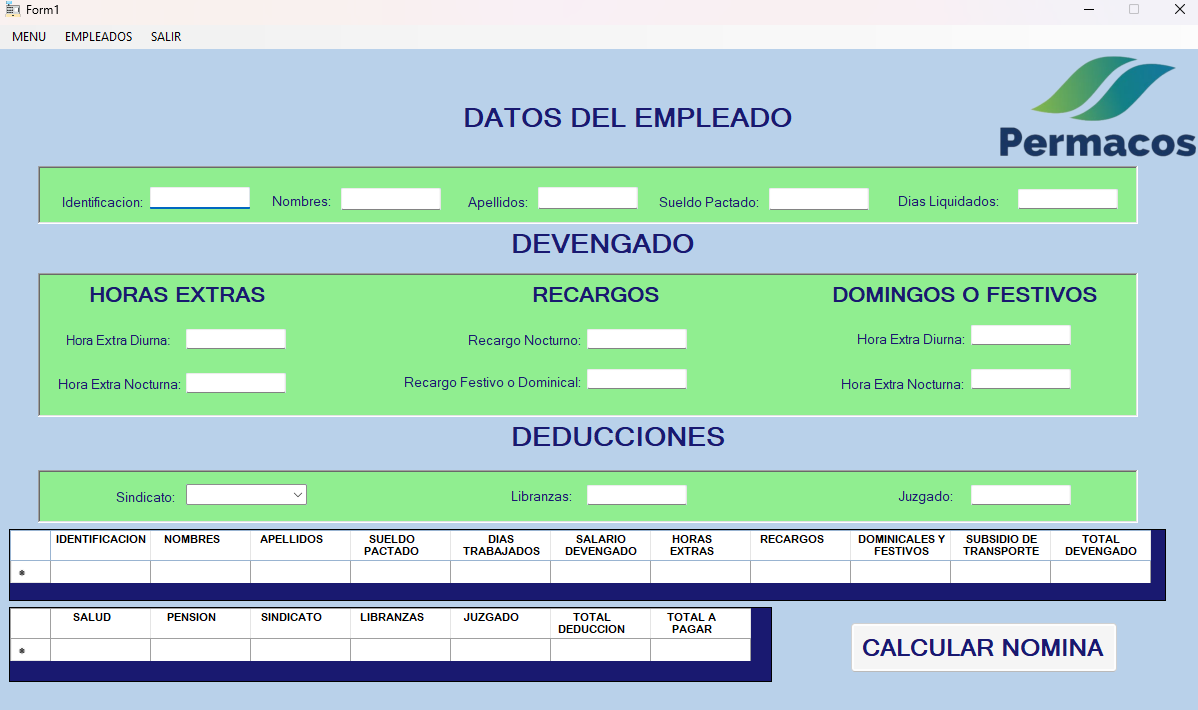 Form1
MENU EMPLEADOS SALIR
Permacos
DATOS DEL EMPLEADO
Identificacion: Nombres: Apellidos: Sueldo Pactado: Dias Liquidados:
DEVENGADO
HORAS EXTRAS RECARGOS DOMINGOS O FESTIVOS
Hora Extra Diurna: Recargo Nocturno: Hora Extra Diurna:
Hora Extra Nocturna: Recargo Festivo o Dominical: Hora Extra Nocturna:
DEDUCCIONES
Sindicato: Libranzas: Juzgado:
IDENTIFICACION NOMBRES APELLIDOS SUELDO DIAS SALARIO HORAS RECARGOS DOMINICALES Y SUBSIDIO DE TOTAL
PACTADO TRABAJADOS DEVENGADO EXTRAS FESTIVOS TRANSPORTE DEVENGADO
SALUD PENSION SINDICATO LIBRANZAS JUZGADO TOTAL TOTAL A
DEDUCCION PAGAR
CALCULAR NOMINA